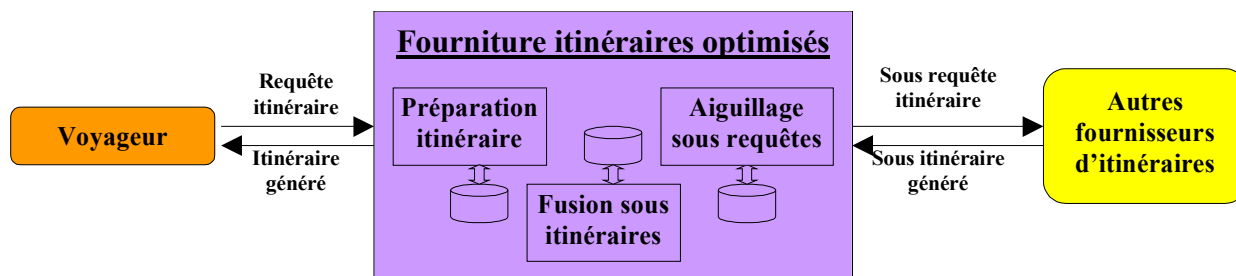 Fourniture itinéraires optimisés
Requête
itinéraire
Voyageur
Itinéraire
généré
Préparation
itinéraire
Aiguillage
sous requêtes
Fusion sous
itinéraires
Sous requête
itinéraire
Sous itinéraire
généré
Autres
fournisseurs
d’itinéraires